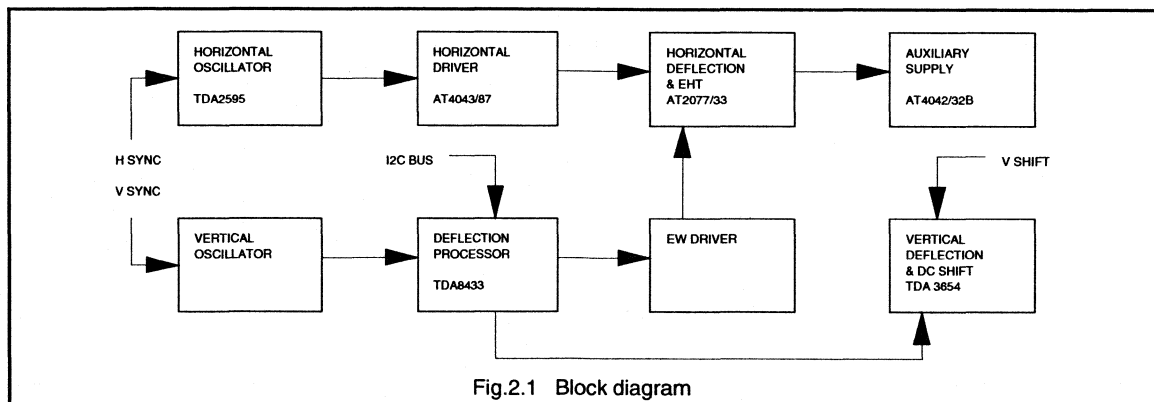 HORIZONTAL
OSCILLATOR
TDA2595
HORIZONTAL
DRIVER
AT4043/87
HORIZONTAL
DEFLECTION
& EHT
AT2077/33
AUXILIARY
SUPPLY
AT4042/32B
H SYNC
V SYNC
I2C BUS
V SHIFT
VERTICAL
OSCILLATOR
DEFLECTION
PROCESSOR
TDA8433
EW DRIVER
VERTICAL
DEFLECTION
& DC SHIFT
TDA 3654
Fig.2.1 Block diagram